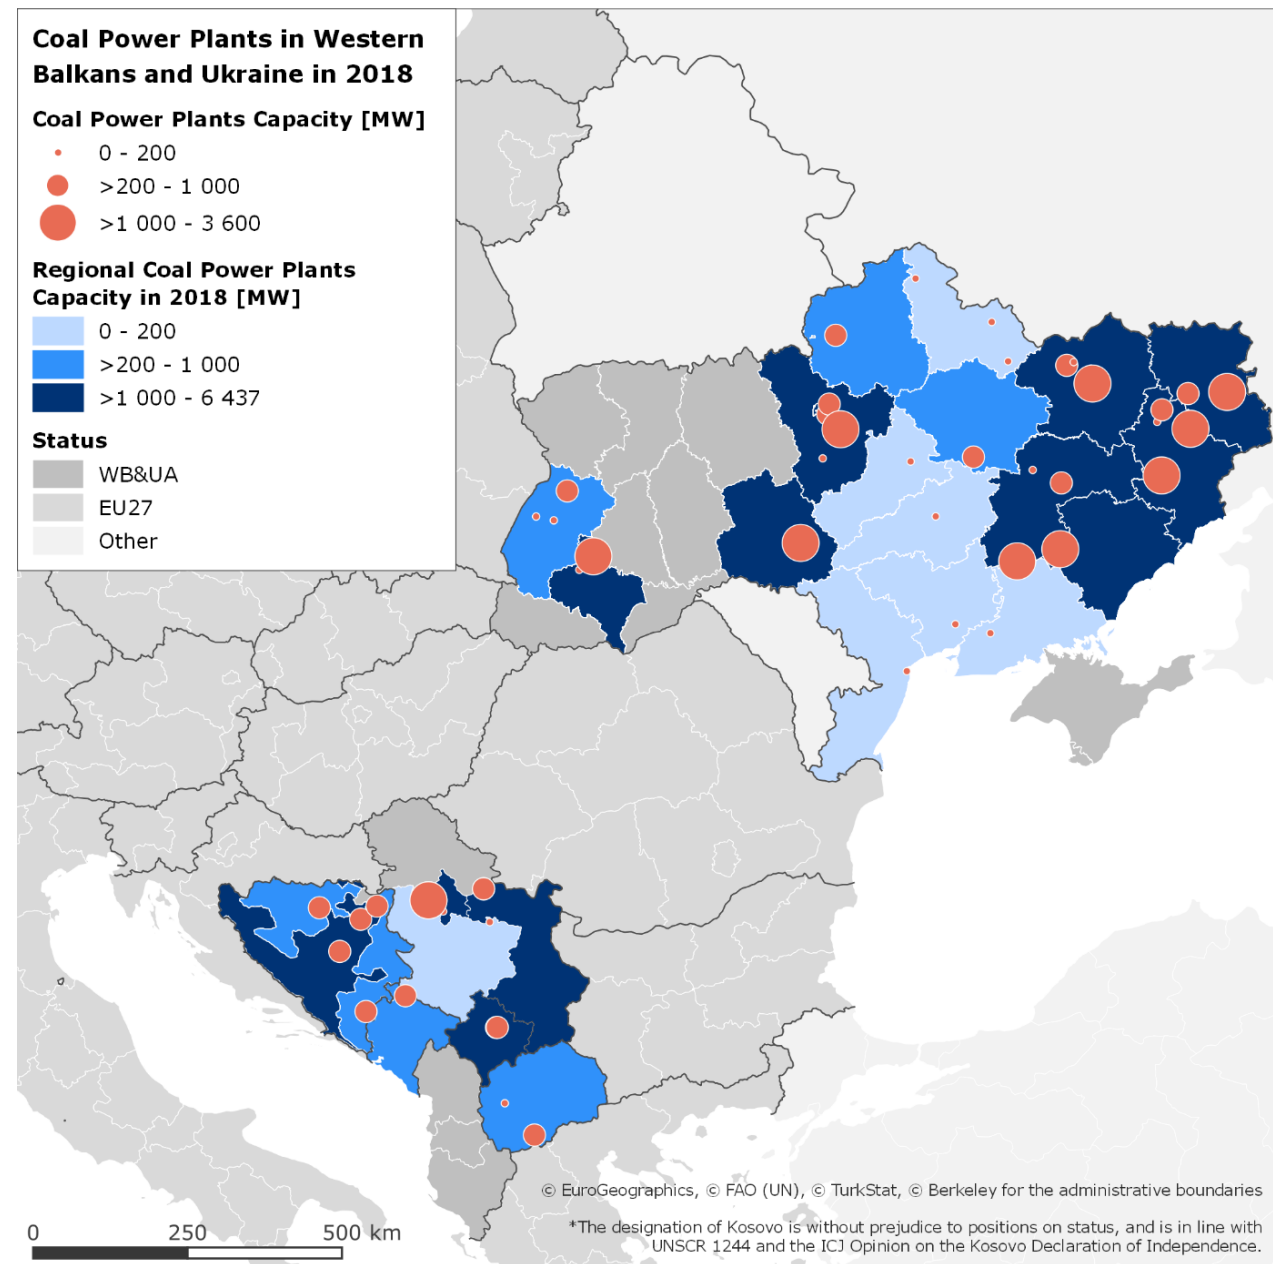 Coal Power Plants in Western
Balkans and Ukraine in 2018
Coal Power Plants Capacity [MW]
0 - 200
>200 - 1 000
>1 000 - 3 600
Regional Coal Power Plants
Capacity in 2018 [MW]
0 - 200
>200 - 1 000
>1 000 - 6 437
Status
WB&UA
EU27
Other
© EuroGeographics, © FAO (UN), © TurkStat, © Berkeley for the administrative boundaries
0 250 500 km
*The designation of Kosovo is without prejudice to positions on status, and is in line with
UNSCR 1244 and the ICJ Opinion on the Kosovo Declaration of Independence.